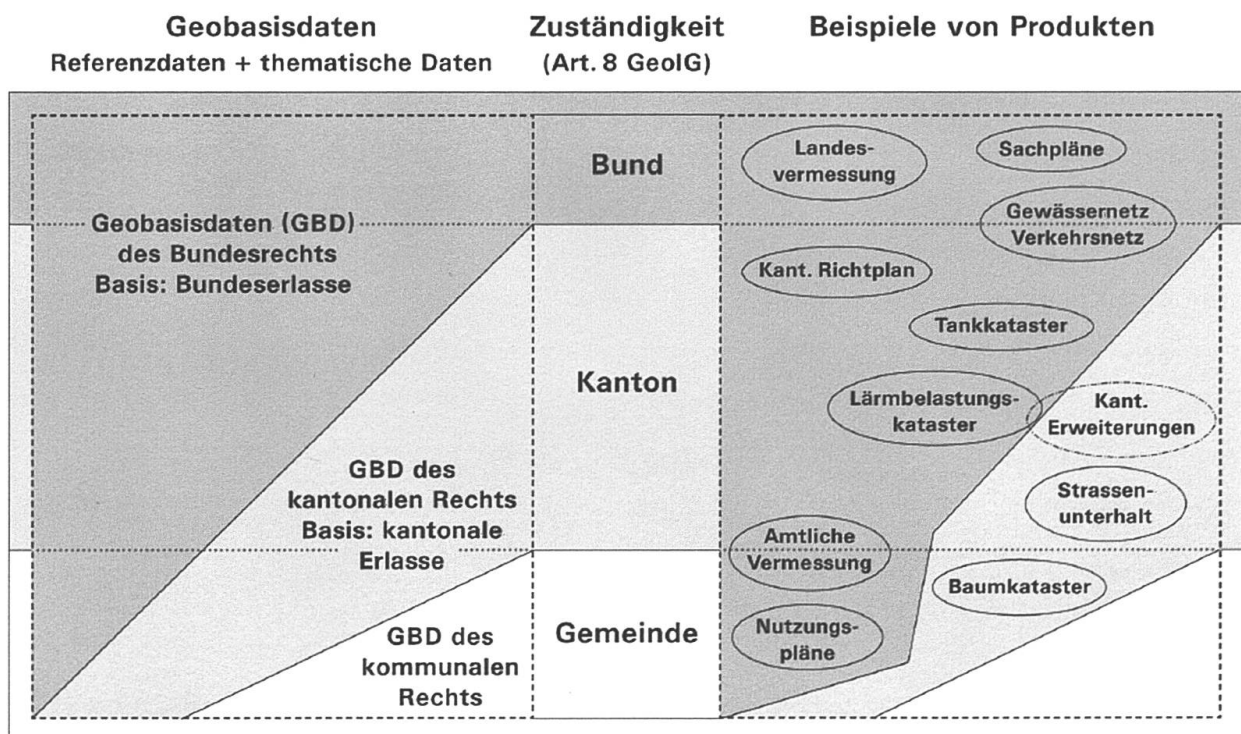 Geobasisdaten
Referenzdaten + thematische Daten
Zuständigkeit
(Art. 8 GeoIG)
Beispiele von Produkten
Geobasisdaten (GBD)
des Bundesrechts
Basis: Bundeserlasse
GBD des
kantonalen Rechts
Basis: kantonale
Erlasse
GBD des
kommunalen
Rechts
Bund
Kanton
Gemeinde
Landes-
vermessung
Sachpläne
Gewässernetz
Verkehrsnetz
Kant. Richtplan
Tankkataster
Lärmbelastungs-
kataster
Kant.
Erweiterungen
Strassen-
unterhalt
Amtliche
Vermessung
Baumkataster
Nutzungs-
pläne